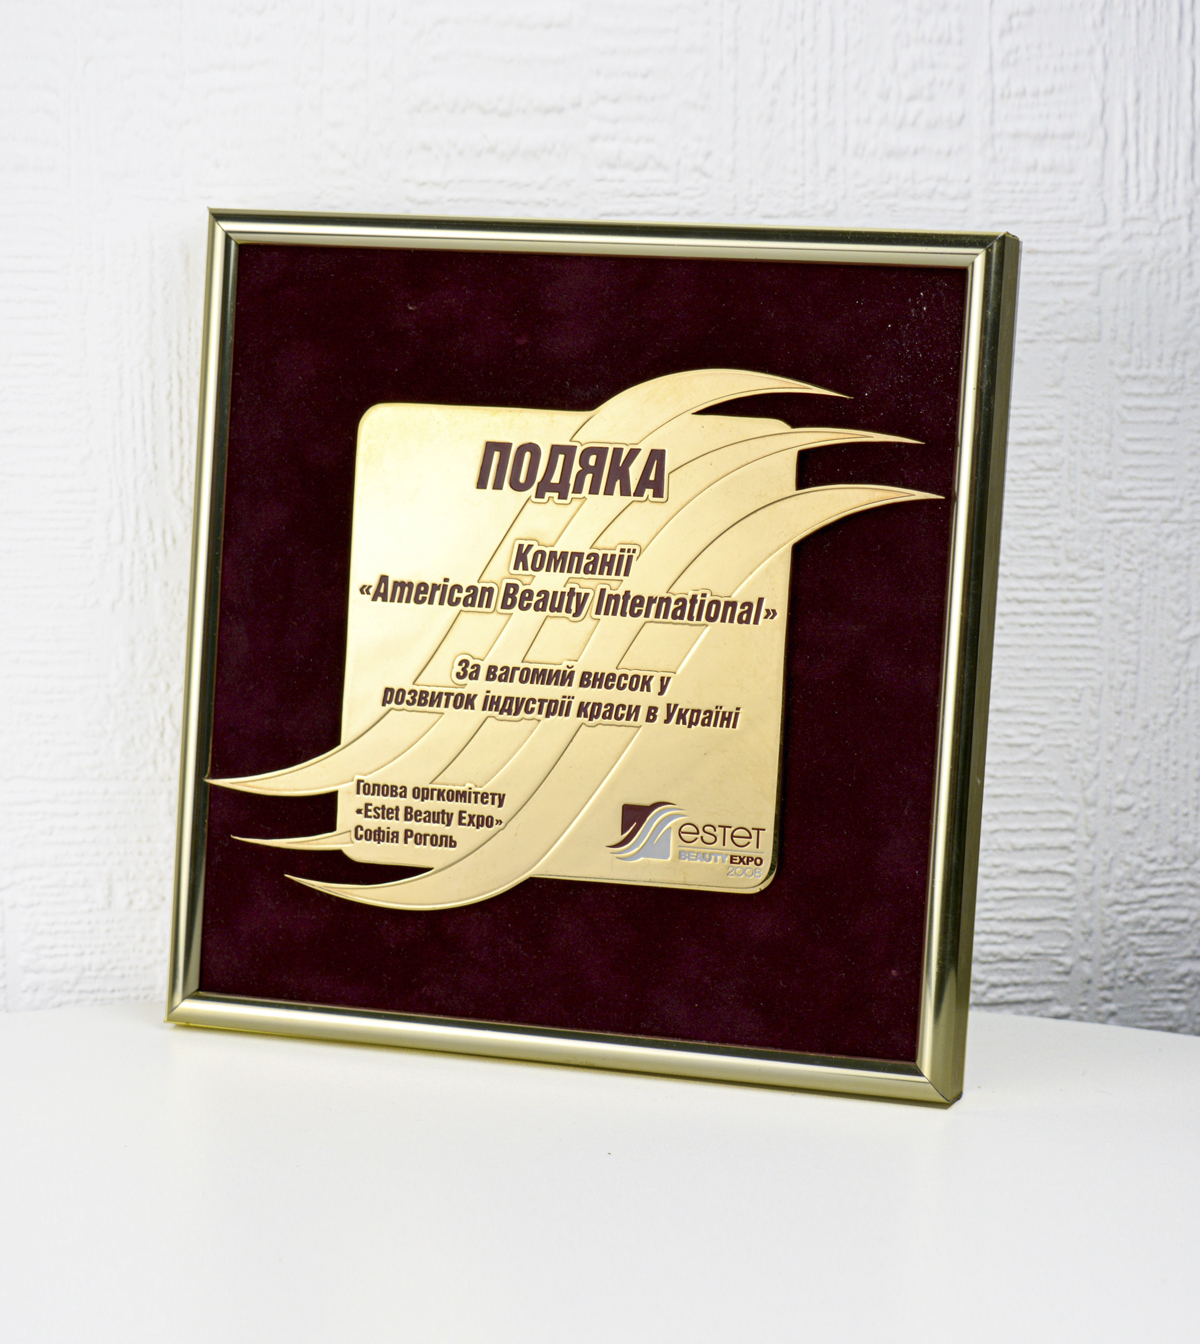 ПОДЯКА
Компанії
«American Beauty International»
За вагомий внесок у
розвиток індустрії краси в Україні
Голова оргкомітету
«Estet Beauty Expo»
Софія Роголь
estet
BEAUTY EXPO
2008